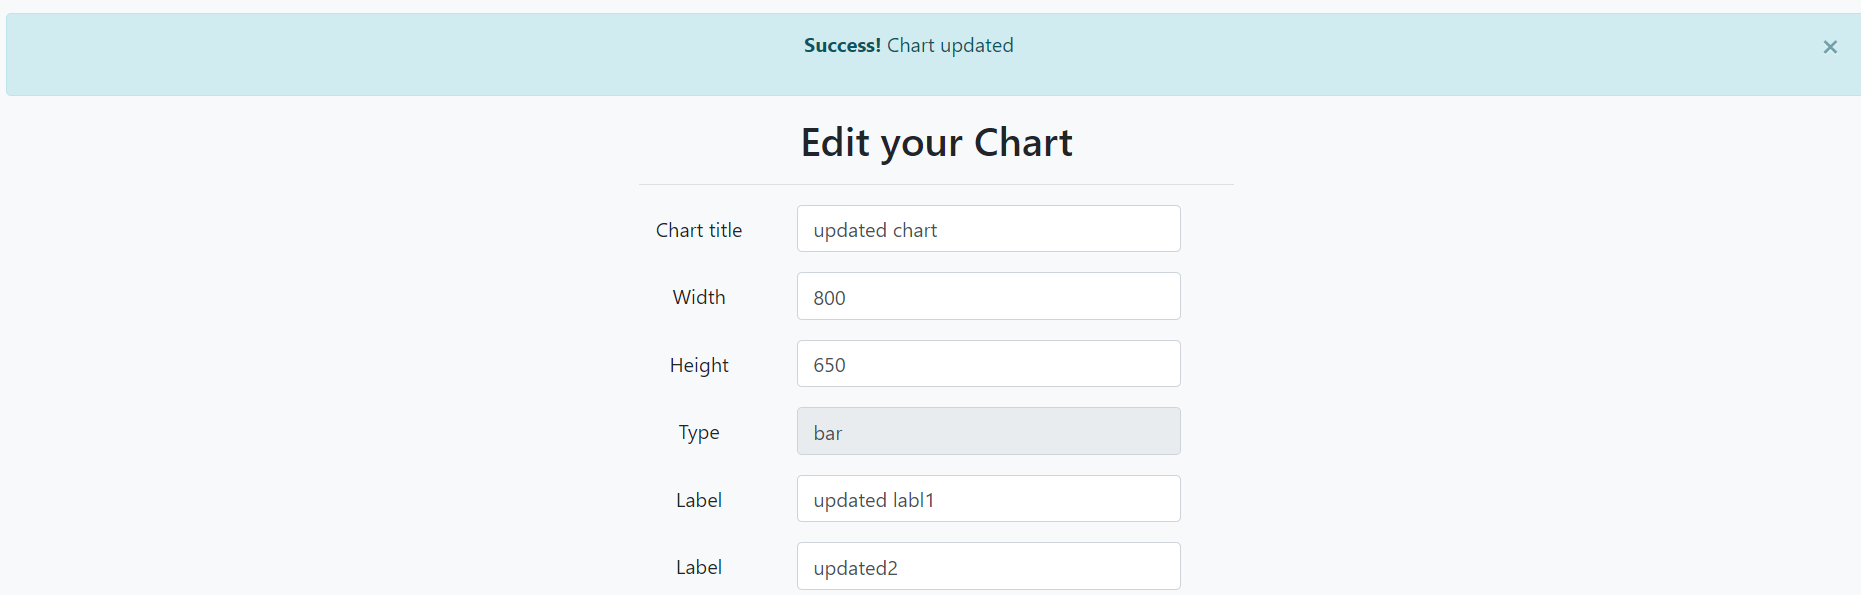 Success! Chart updated ×
Edit your Chart
Chart title updated chart
Width 800
Height 650
Type bar
Label updated labl1
Label updated2